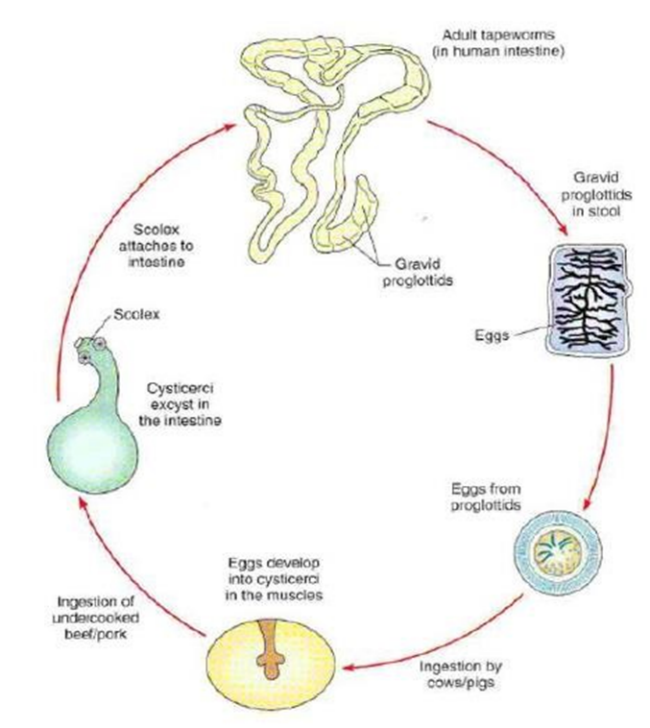 Adult tapeworms
(in human intestine)
Gravid
proglottids
in stool
Gravid
proglottids
Eggs
Eggs from
proglottids
Ingestion by
cows/pigs
Eggs develop
into cysticerci
in the muscles
Ingestion of
undercooked
beef/pork
Cysticerci
excyst in
the intestine
Scolex
Scolex
attaches to
intestine